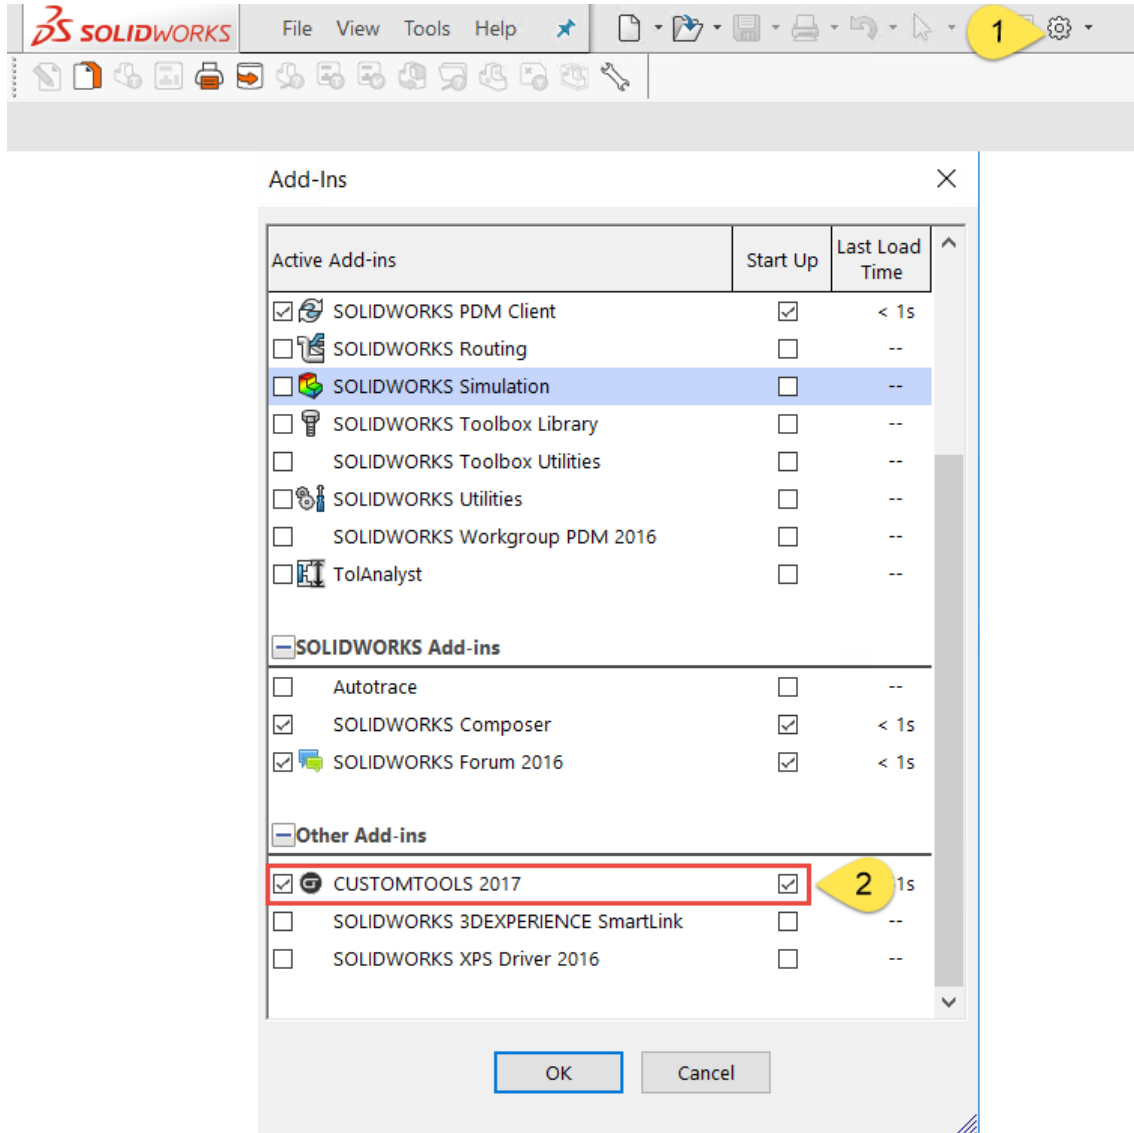 SOLIDWORKS File View Tools Help 1
Add-Ins
Active Add-ins Start Up Last Load Time
SOLIDWORKS PDM Client < 1s
SOLIDWORKS Routing --
SOLIDWORKS Simulation --
SOLIDWORKS Toolbox Library --
SOLIDWORKS Toolbox Utilities --
SOLIDWORKS Utilities --
SOLIDWORKS Workgroup PDM 2016 --
TolAnalyst --
SOLIDWORKS Add-ins
Autotrace --
SOLIDWORKS Composer < 1s
SOLIDWORKS Forum 2016 < 1s
Other Add-ins
CUSTOMTOOLS 2017 2 1s
SOLIDWORKS 3DEXPERIENCE SmartLink --
SOLIDWORKS XPS Driver 2016 --
OK Cancel